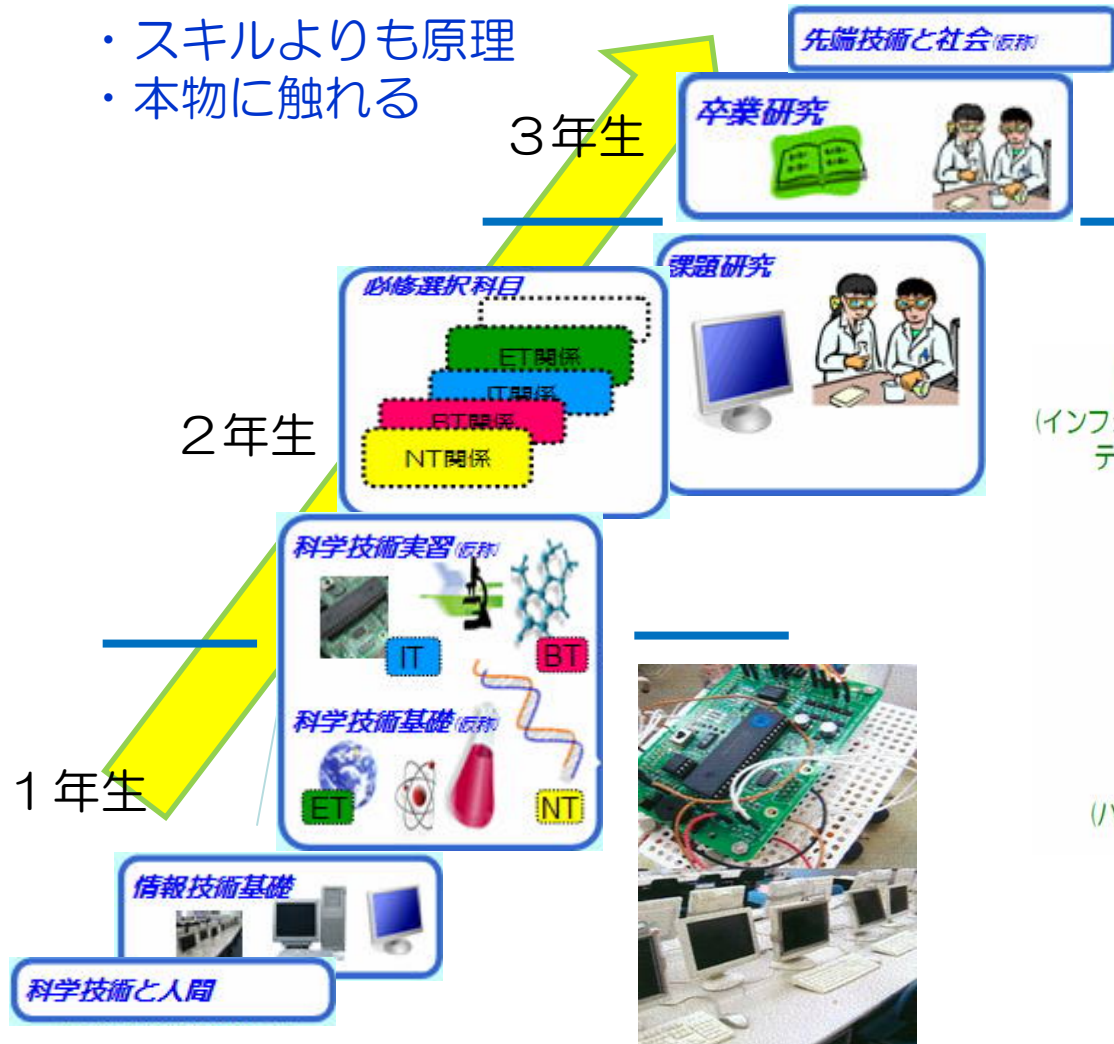 ・スキルよりも原理
・本物に触れる
先端技術と社会(仮称)
3年生
卒業研究
課題研究
必修選択科目
ET関係
IT関係
BT関係
NT関係
2年生
(インフ
デ
科学技術実習(仮称)
IT
BT
科学技術基礎(仮称)
1年生
ET
NT
(ハ
情報技術基礎
科学技術と人間